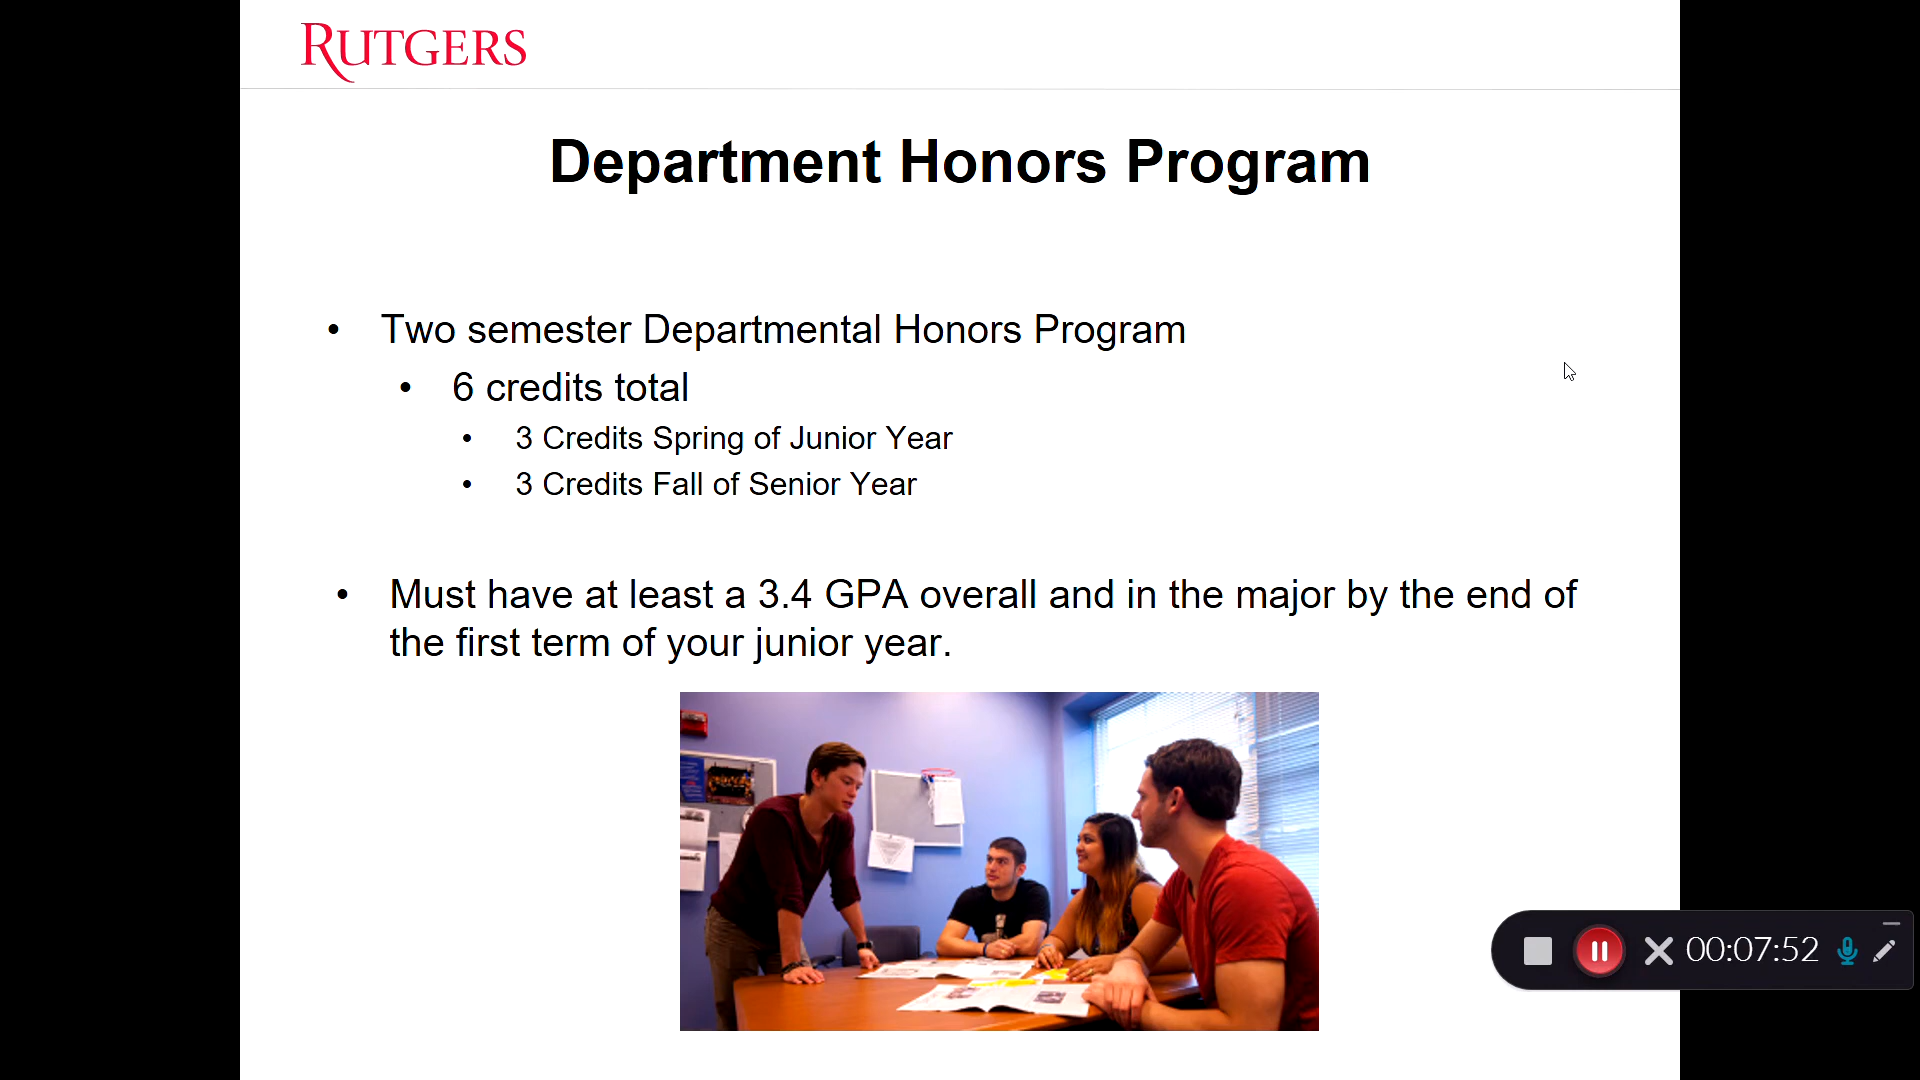 RUTGERS
Department Honors Program
• Two semester Departmental Honors Program
• 6 credits total
• 3 Credits Spring of Junior Year
• 3 Credits Fall of Senior Year
• Must have at least a 3.4 GPA overall and in the major by the end of
the first term of your junior year.
00:07:52